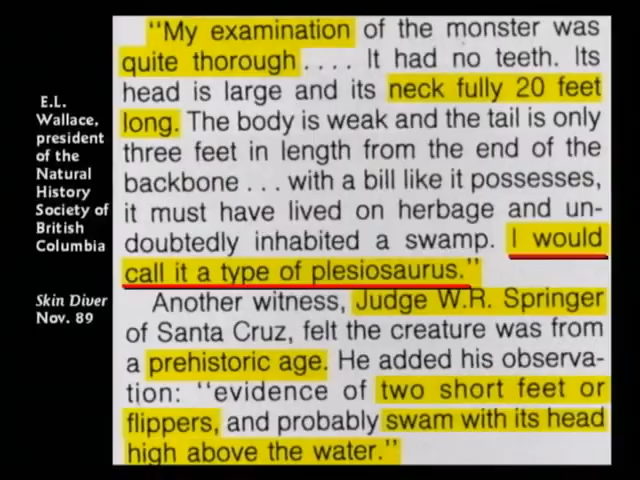 E.L.
Wallace,
president
of the
Natural
History
Society of
British
Columbia
Skin Diver
Nov. 89
"My examination of the monster was
quite thorough . . . . It had no teeth. Its
head is large and its neck fully 20 feet
long. The body is weak and the tail is only
three feet in length from the end of the
backbone . . . with a bill like it possesses,
it must have lived on herbage and un-
doubtedly inhabited a swamp. I would
call it a type of plesiosaurus."
Another witness, Judge W.R. Springer
of Santa Cruz, felt the creature was from
a prehistoric age. He added his observa-
tion: "evidence of two short feet or
flippers, and probably swam with its head
high above the water."